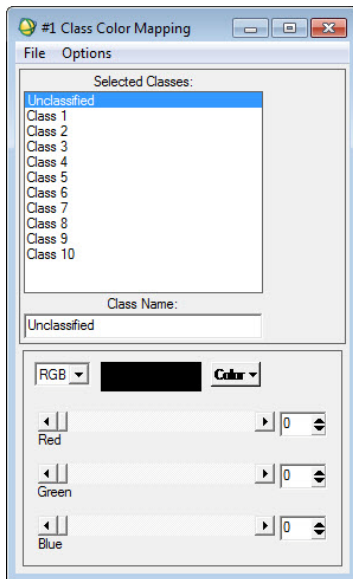 #1 Class Color Mapping
File Options
Selected Classes:
Unclassified
Class 1
Class 2
Class 3
Class 4
Class 5
Class 6
Class 7
Class 8
Class 9
Class 10
Class Name:
Unclassified
RGB
Color
0
Red
0
Green
0
Blue